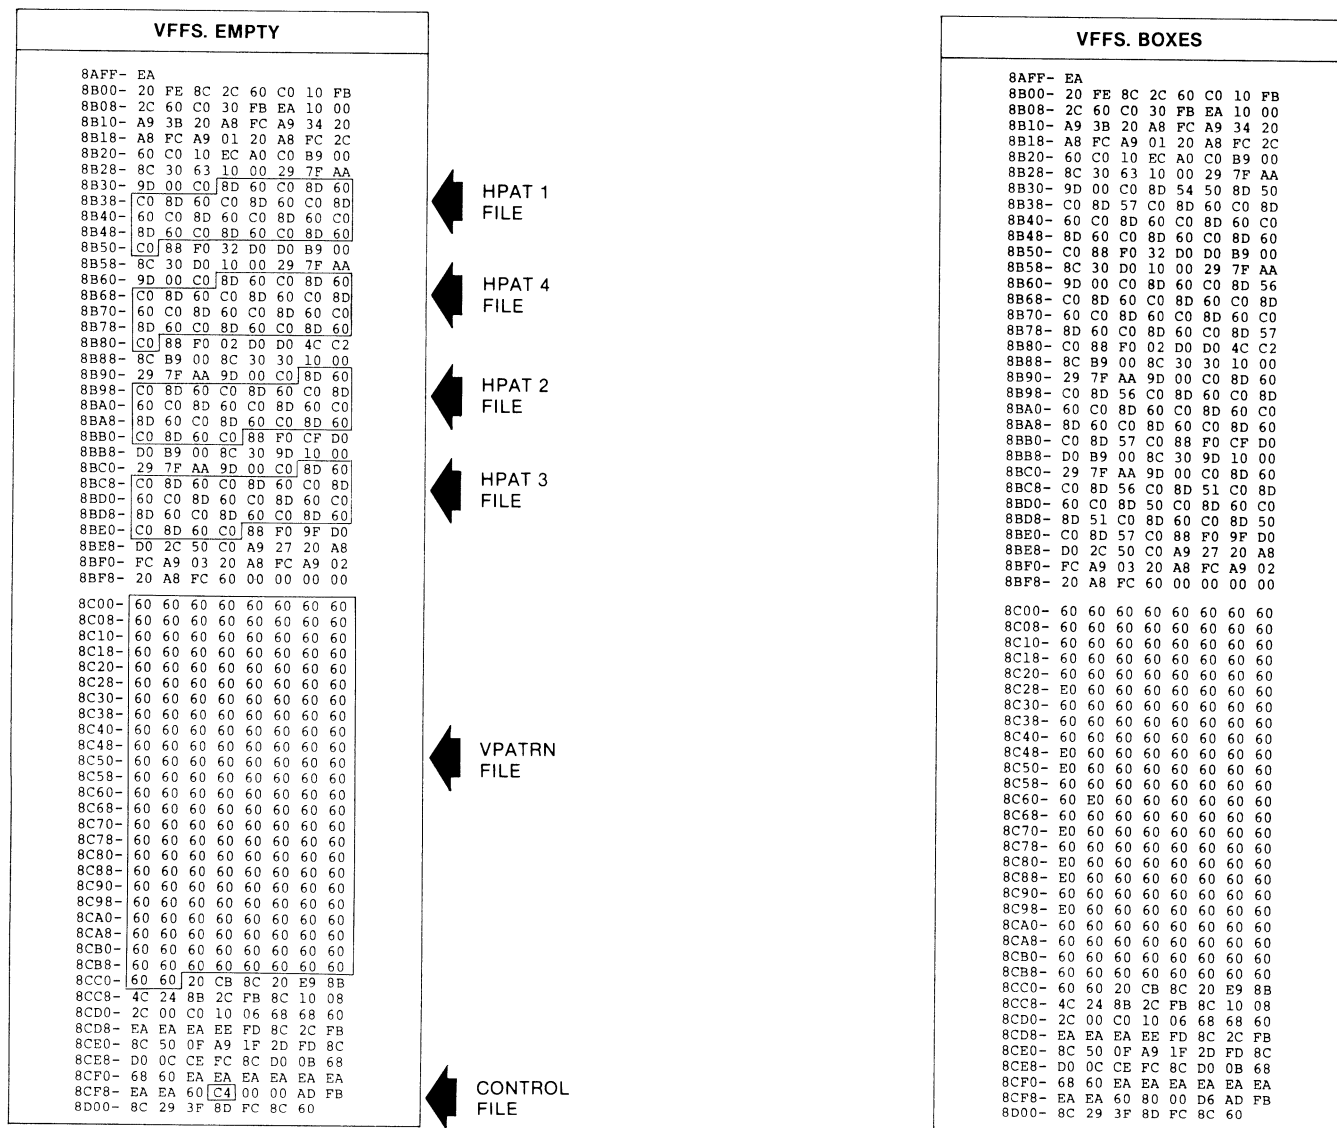 VFFS. EMPTY
8AFF- EA
8B00- 20 FE 8C 2C 60 C0 10 FB
8B08- 2C 60 C0 30 FB EA 10 00
8B10- A9 3B 20 A8 FC A9 34 20
8B18- A8 FC A9 01 20 A8 FC 2C
8B20- 60 C0 10 EC A0 C0 B9 00
8B28- 8C 30 63 10 00 29 7F AA
8B30- 9D 00 C0 8D 60 C0 8D 60
8B38- C0 8D 60 C0 8D 60 C0 8D
8B40- 60 C0 8D 60 C0 8D 60 C0
8B48- 8D 60 C0 8D 60 C0 8D 60
8B50- C0 88 F0 32 D0 D0 B9 00
8B58- 8C 30 D0 10 00 29 7F AA
8B60- 9D 00 C0 8D 60 C0 8D 60
8B68- C0 8D 60 C0 8D 60 C0 8D
8B70- 60 C0 8D 60 C0 8D 60 C0
8B78- 8D 60 C0 8D 60 C0 8D 60
8B80- C0 88 F0 02 D0 D0 4C C2
8B88- 8C B9 00 8C 30 30 10 00
8B90- 29 7F AA 9D 00 C0 8D 60
8B98- C0 8D 60 C0 8D 60 C0 8D
8BA0- 60 C0 8D 60 C0 8D 60 C0
8BA8- 8D 60 C0 8D 60 C0 8D 60
8BB0- C0 8D 60 C0 88 F0 CF D0
8BB8- D0 B9 00 8C 30 9D 10 00
8BC0- 29 7F AA 9D 00 C0 8D 60
8BC8- C0 8D 60 C0 8D 60 C0 8D
8BD0- 60 C0 8D 60 C0 8D 60 C0
8BD8- 8D 60 C0 8D 60 C0 8D 60
8BE0- C0 8D 60 C0 88 F0 9F D0
8BE8- D0 2C 50 C0 A9 27 20 A8
8BF0- FC A9 03 20 A8 FC A9 02
8BF8- 20 A8 FC 60 00 00 00 00
8C00- 60 60 60 60 60 60 60 60
8C08- 60 60 60 60 60 60 60 60
8C10- 60 60 60 60 60 60 60 60
8C18- 60 60 60 60 60 60 60 60
8C20- 60 60 60 60 60 60 60 60
8C28- 60 60 60 60 60 60 60 60
8C30- 60 60 60 60 60 60 60 60
8C38- 60 60 60 60 60 60 60 60
8C40- 60 60 60 60 60 60 60 60
8C48- 60 60 60 60 60 60 60 60
8C50- 60 60 60 60 60 60 60 60
8C58- 60 60 60 60 60 60 60 60
8C60- 60 60 60 60 60 60 60 60
8C68- 60 60 60 60 60 60 60 60
8C70- 60 60 60 60 60 60 60 60
8C78- 60 60 60 60 60 60 60 60
8C80- 60 60 60 60 60 60 60 60
8C88- 60 60 60 60 60 60 60 60
8C90- 60 60 60 60 60 60 60 60
8C98- 60 60 60 60 60 60 60 60
8CA0- 60 60 60 60 60 60 60 60
8CA8- 60 60 60 60 60 60 60 60
8CB0- 60 60 60 60 60 60 60 60
8CB8- 60 60 60 60 60 60 60 60
8CC0- 60 60 20 CB 8C 20 E9 8B
8CC8- 4C 24 8B 2C FB 8C 10 08
8CD0- 2C 00 C0 10 06 68 68 60
8CD8- EA EA EA EE FD 8C 2C FB
8CE0- 8C 50 0F A9 1F 2D FD 8C
8CE8- D0 0C CE FC 8C D0 0B 68
8CF0- 68 60 EA EA EA EA EA EA
8CF8- EA EA 60 C4 00 00 AD FB
8D00- 8C 29 3F 8D FC 8C 60
HPAT 1
FILE
HPAT 4
FILE
HPAT 2
FILE
HPAT 3
FILE
VPATRN
FILE
CONTROL
FILE
VFFS. BOXES
8AFF- EA
8B00- 20 FE 8C 2C 60 C0 10 FB
8B08- 2C 60 C0 30 FB EA 10 00
8B10- A9 3B 20 A8 FC A9 34 20
8B18- A8 FC A9 01 20 A8 FC 2C
8B20- 60 C0 10 EC A0 C0 B9 00
8B28- 8C 30 63 10 00 29 7F AA
8B30- 9D 00 C0 8D 54 50 8D 50
8B38- C0 8D 57 C0 8D 60 C0 8D
8B40- 60 C0 8D 60 C0 8D 60 C0
8B48- 8D 60 C0 8D 60 C0 8D 60
8B50- C0 88 F0 32 D0 D0 B9 00
8B58- 8C 30 D0 10 00 29 7F AA
8B60- 9D 00 C0 8D 60 C0 8D 56
8B68- C0 8D 60 C0 8D 60 C0 8D
8B70- 60 C0 8D 60 C0 8D 60 C0
8B78- 8D 60 C0 8D 60 C0 8D 57
8B80- C0 88 F0 02 D0 D0 4C C2
8B88- 8C B9 00 8C 30 30 10 00
8B90- 29 7F AA 9D 00 C0 8D 60
8B98- C0 8D 56 C0 8D 60 C0 8D
8BA0- 60 C0 8D 60 C0 8D 60 C0
8BA8- 8D 60 C0 8D 60 C0 8D 60
8BB0- C0 8D 57 C0 88 F0 CF D0
8BB8- D0 B9 00 8C 30 9D 10 00
8BC0- 29 7F AA 9D 00 C0 8D 60
8BC8- C0 8D 56 C0 8D 51 C0 8D
8BD0- 60 C0 8D 50 C0 8D 60 C0
8BD8- 8D 51 C0 8D 60 C0 8D 50
8BE0- C0 8D 57 C0 88 F0 9F D0
8BE8- D0 2C 50 C0 A9 27 20 A8
8BF0- FC A9 03 20 A8 FC A9 02
8BF8- 20 A8 FC 60 00 00 00 00
8C00- 60 60 60 60 60 60 60 60
8C08- 60 60 60 60 60 60 60 60
8C10- 60 60 60 60 60 60 60 60
8C18- 60 60 60 60 60 60 60 60
8C20- 60 60 60 60 60 60 60 60
8C28- E0 60 60 60 60 60 60 60
8C30- 60 60 60 60 60 60 60 60
8C38- 60 60 60 60 60 60 60 60
8C40- 60 60 60 60 60 60 60 60
8C48- E0 60 60 60 60 60 60 60
8C50- E0 60 60 60 60 60 60 60
8C58- 60 60 60 60 60 60 60 60
8C60- 60 E0 60 60 60 60 60 60
8C68- 60 60 60 60 60 60 60 60
8C70- E0 60 60 60 60 60 60 60
8C78- 60 60 60 60 60 60 60 60
8C80- E0 60 60 60 60 60 60 60
8C88- E0 60 60 60 60 60 60 60
8C90- 60 60 60 60 60 60 60 60
8C98- E0 60 60 60 60 60 60 60
8CA0- 60 60 60 60 60 60 60 60
8CA8- 60 60 60 60 60 60 60 60
8CB0- 60 60 60 60 60 60 60 60
8CB8- 60 60 60 60 60 60 60 60
8CC0- 60 60 20 CB 8C 20 E9 8B
8CC8- 4C 24 8B 2C FB 8C 10 08
8CD0- 2C 00 C0 10 06 68 68 60
8CD8- EA EA EA EE FD 8C 2C FB
8CE0- 8C 50 0F A9 1F 2D FD 8C
8CE8- D0 0C CE FC 8C D0 0B 68
8CF0- 68 60 EA EA EA EA EA EA
8CF8- EA EA 60 80 00 D6 AD FB
8D00- 8C 29 3F 8D FC 8C 60